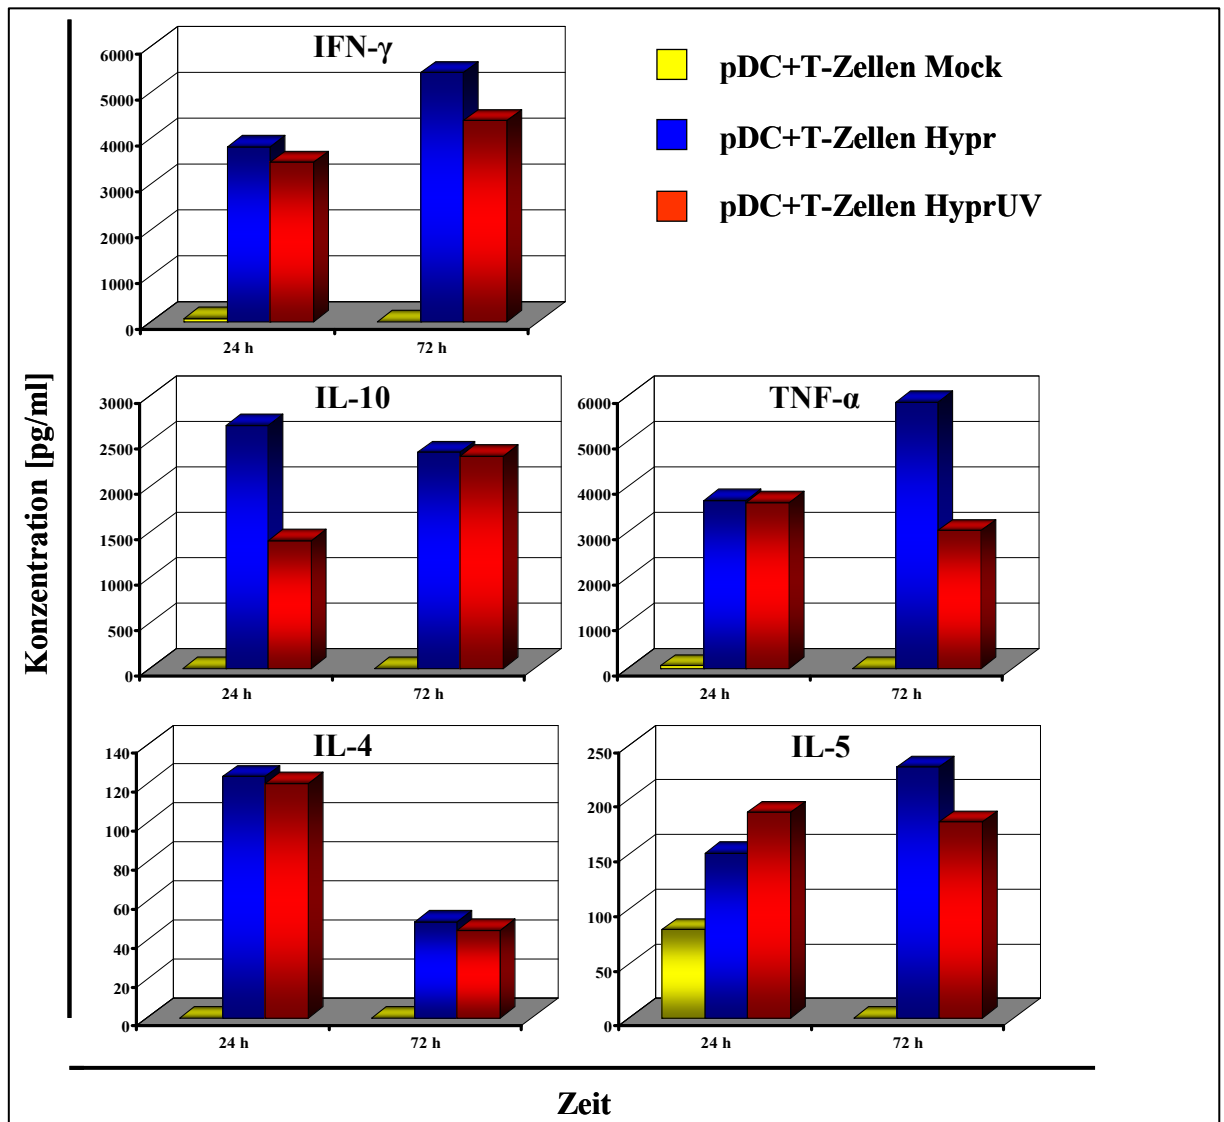 IFN-γ
6000
5000
4000
3000
2000
1000
0
24 h
72 h
pDC+T-Zellen Mock
pDC+T-Zellen Hypr
pDC+T-Zellen HyprUV
Konzentration [pg/ml]
IL-10
3000
2500
2000
1500
1000
500
0
24 h
72 h
TNF-α
6000
5000
4000
3000
2000
1000
0
24 h
72 h
IL-4
140
120
100
80
60
40
20
0
24 h
72 h
IL-5
250
200
150
100
50
0
24 h
72 h
Zeit